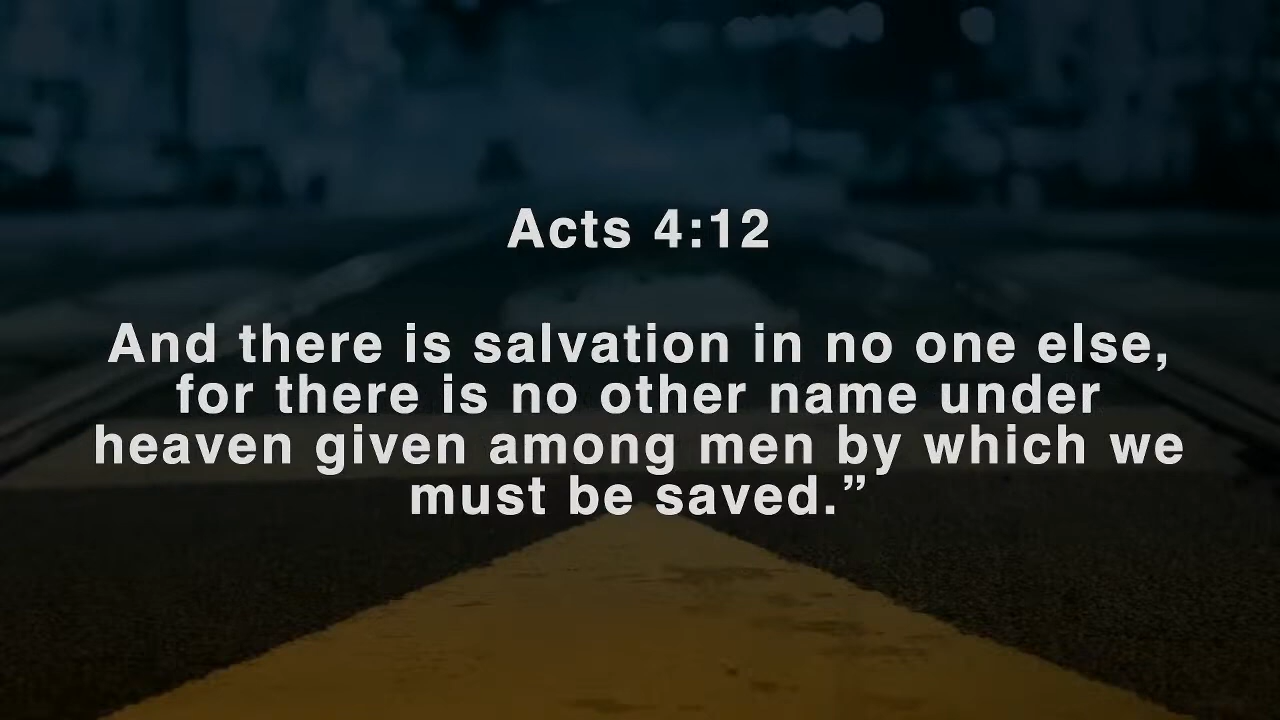 Acts 4:12
And there is salvation in no one else,
for there is no other name under
heaven given among men by which we
must be saved.”